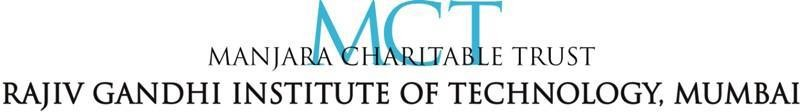 MCT
MANJARA CHARITABLE TRUST
RAJIV GANDHI INSTITUTE OF TECHNOLOGY, MUMBAI